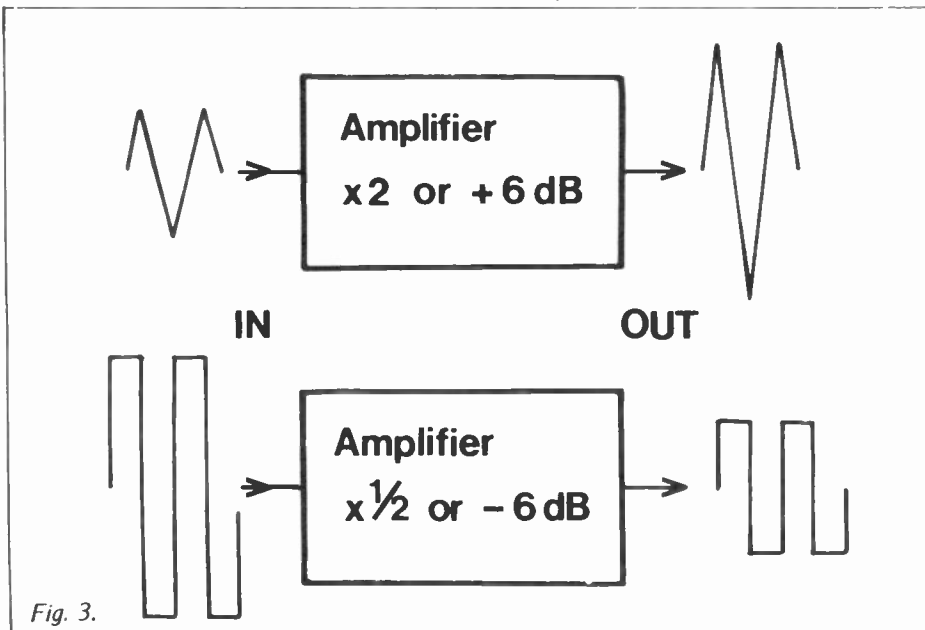 Amplifier
x2 or +6 dB
IN OUT
Amplifier
x½ or −6 dB
Fig. 3.